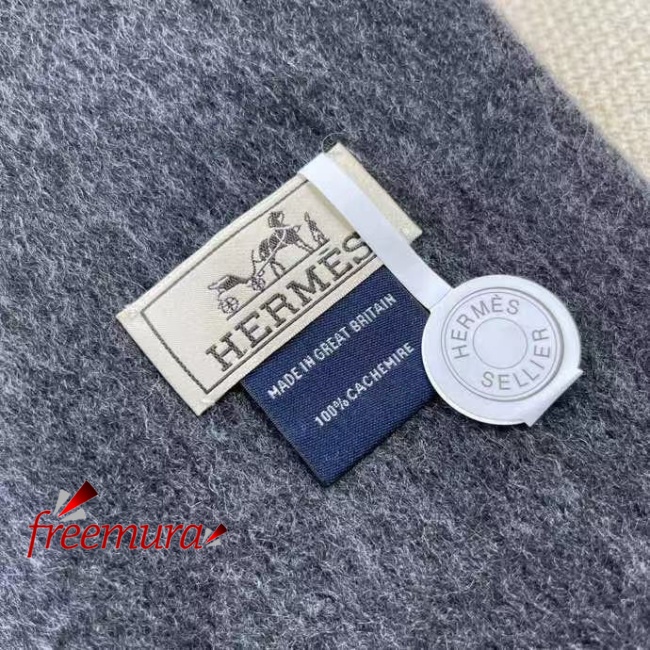 HERMÈS
MADE IN GREAT BRITAIN
100% CACHEMIRE
HERMÈS
SELLIER
freemura